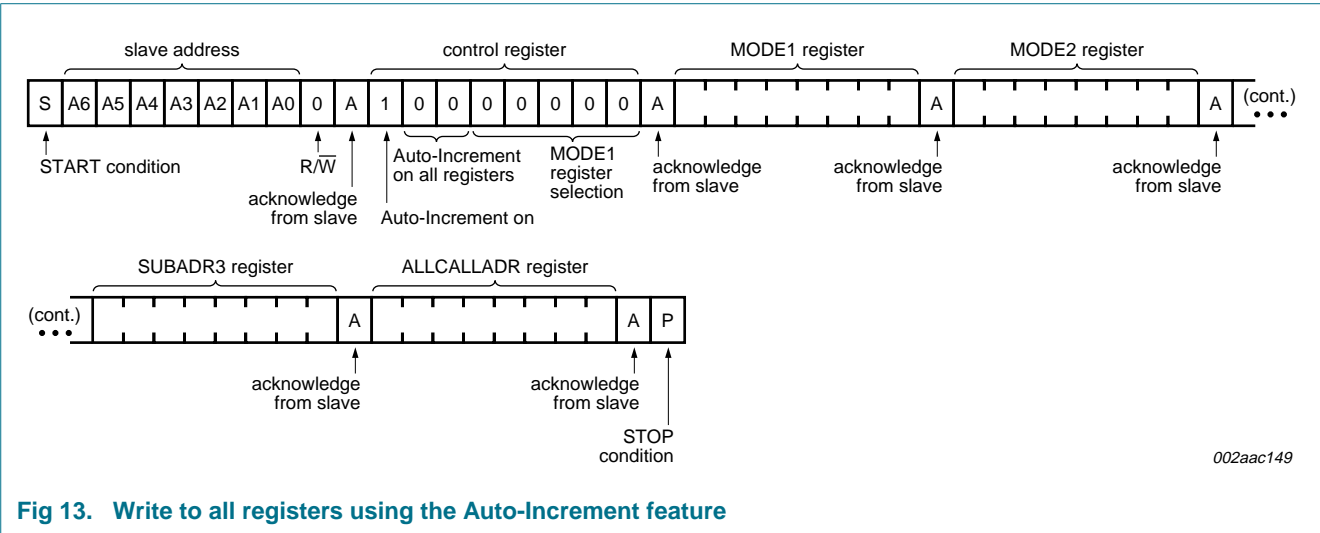 slave address control register MODE1 register MODE2 register
S A6 A5 A4 A3 A2 A1 A0 0 A 1 0 0 0 0 0 0 0 A A A (cont.)
START condition R/W̅ Auto-Increment on all registers MODE1 register selection acknowledge from slave acknowledge from slave acknowledge from slave
acknowledge from slave Auto-Increment on
SUBADR3 register ALLCALLADR register
(cont.) A A P
acknowledge from slave acknowledge from slave
STOP condition
002aac149
Fig 13. Write to all registers using the Auto-Increment feature